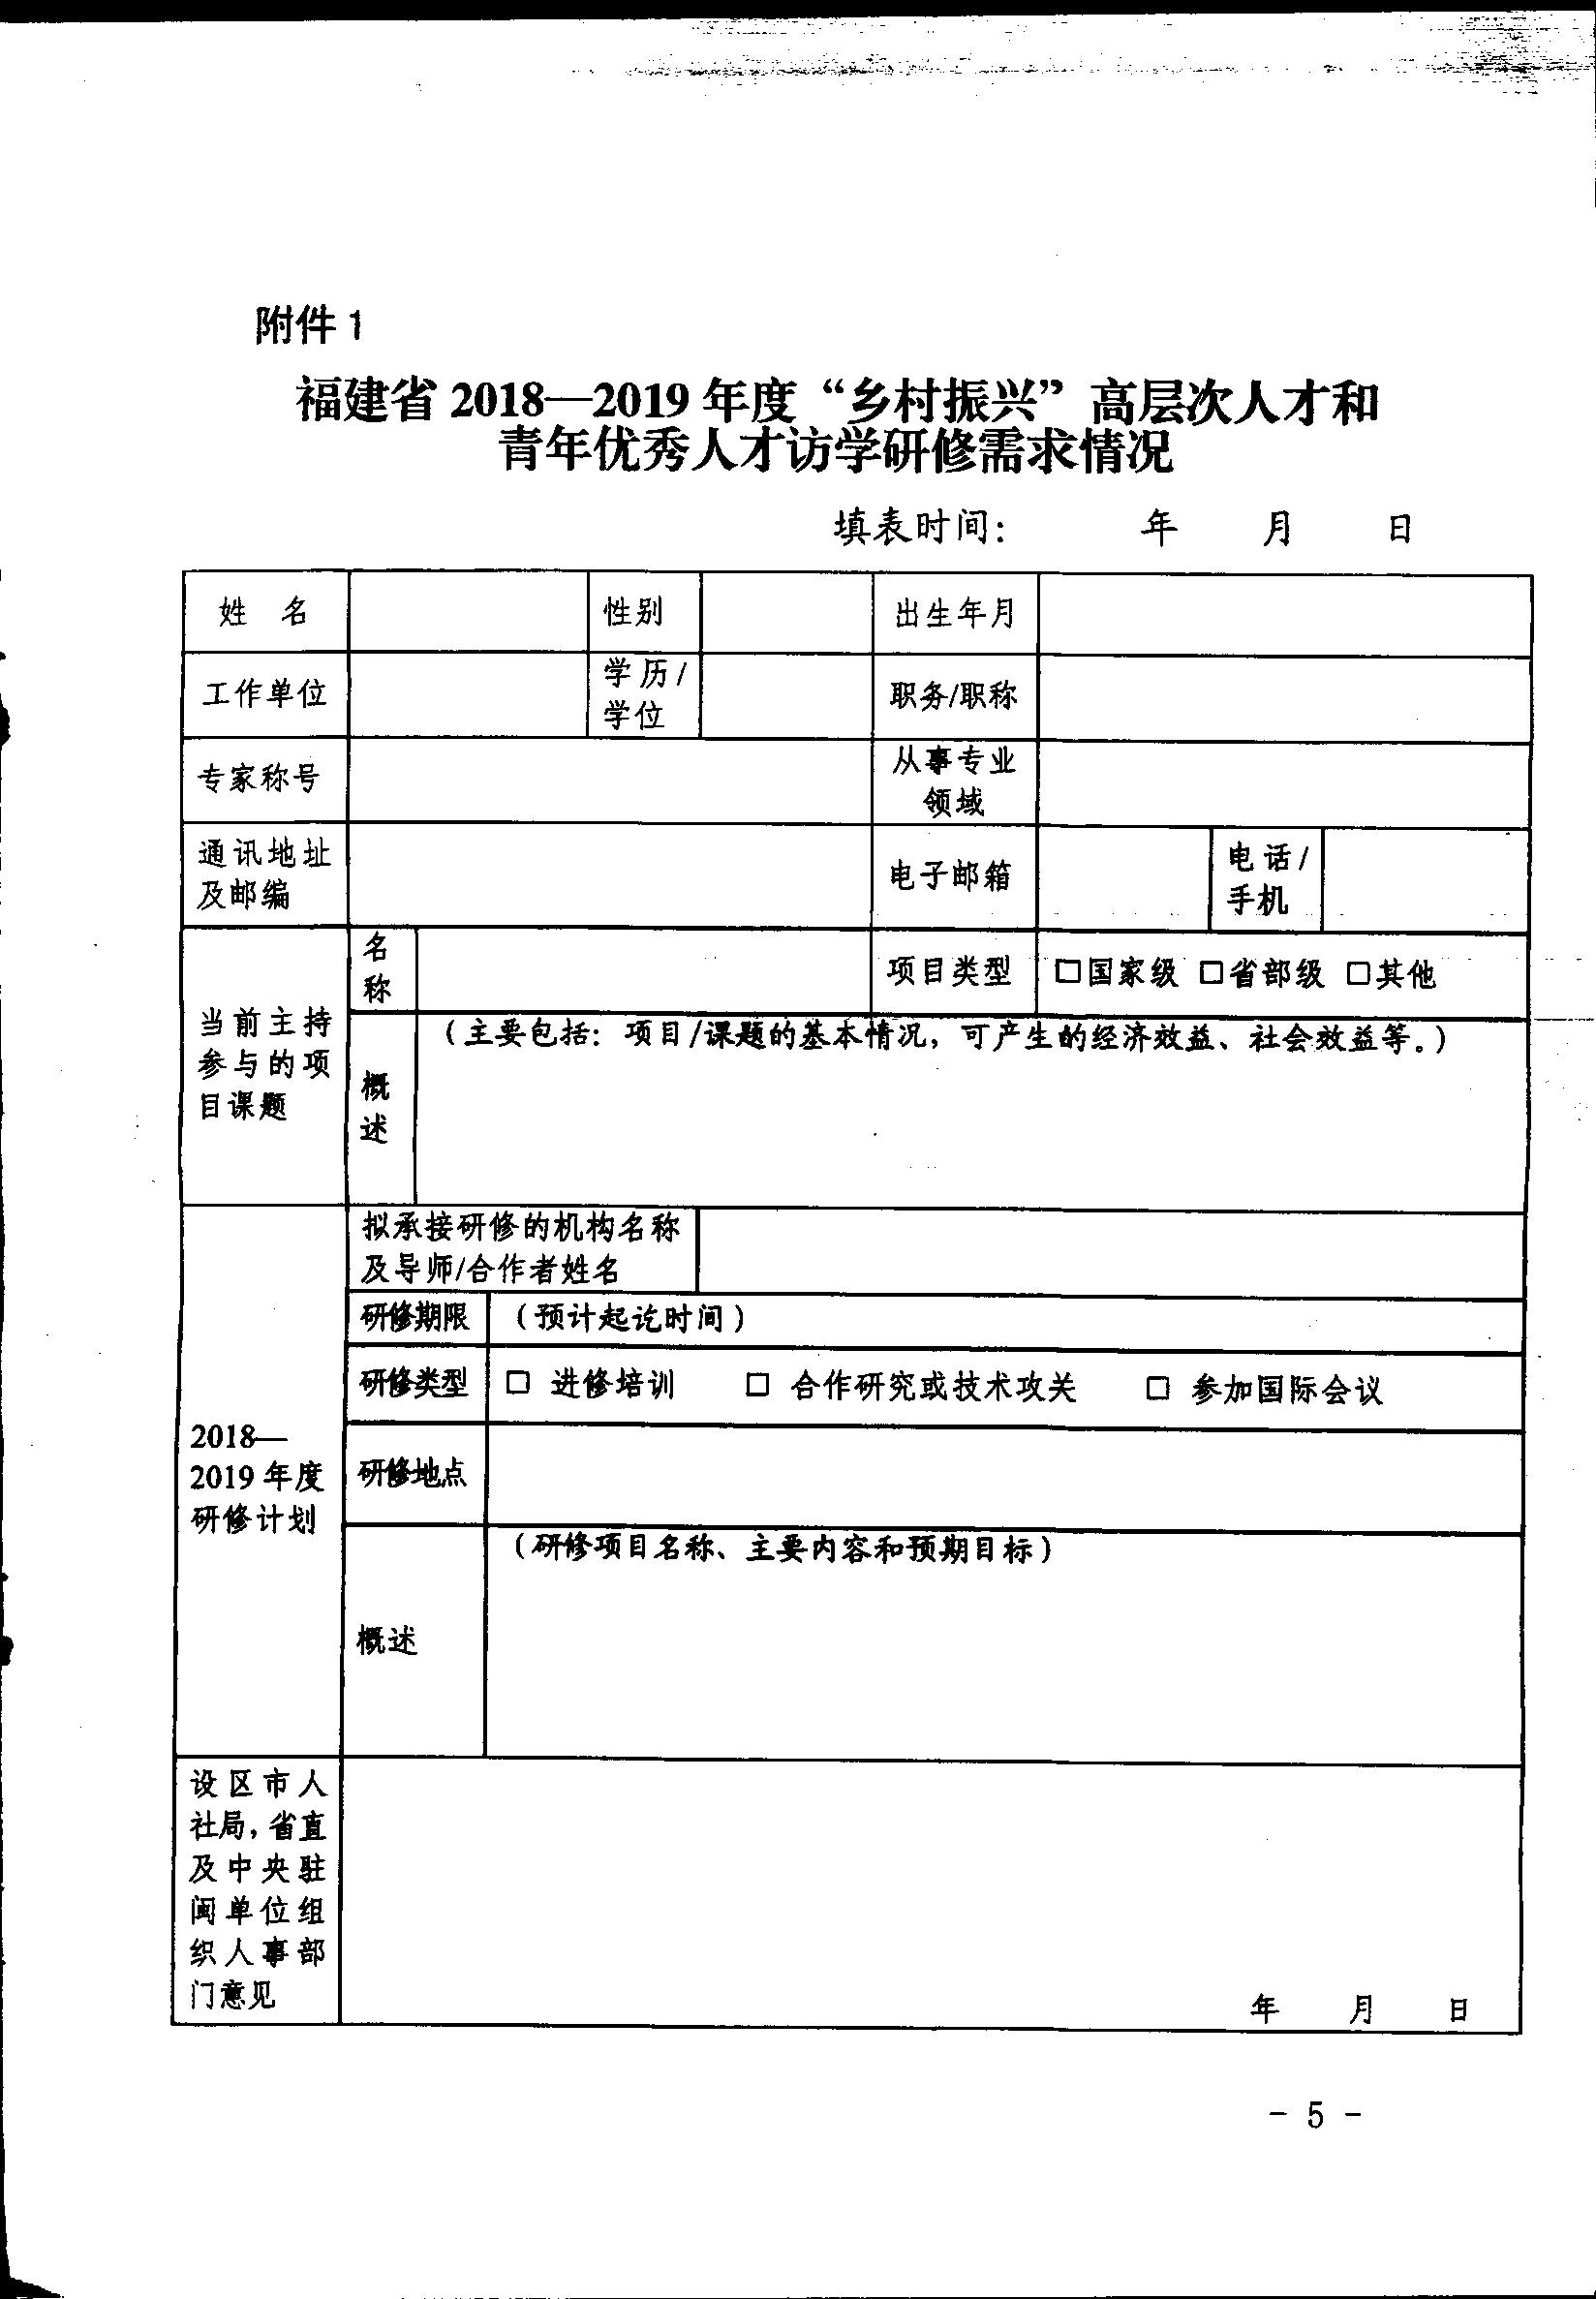 附件 1
福建省 2018—2019 年度“乡村振兴”高层次人才和
青年优秀人才访学研修需求情况
填表时间： 年 月 日
姓 名 性别 出生年月
工作单位 学历/
学位 职务/职称
专家称号 从事专业
领域
通讯地址
及邮编 电子邮箱 电话/
手机
当前主持
参与的项
目课题
名
称
项目类型 □国家级 □省部级 □其他
概
述
（主要包括：项目/课题的基本情况，可产生的经济效益、社会效益等。）
2018—
2019 年度
研修计划
拟承接研修的机构名称
及导师/合作者姓名
研修期限 （预计起讫时间）
研修类型 □ 进修培训 □ 合作研究或技术攻关 □ 参加国际会议
研修地点
概述
（研修项目名称、主要内容和预期目标）
设区市人
社局，省直
及中央驻
闽单位组
织人事部
门意见
年 月 日
- 5 -